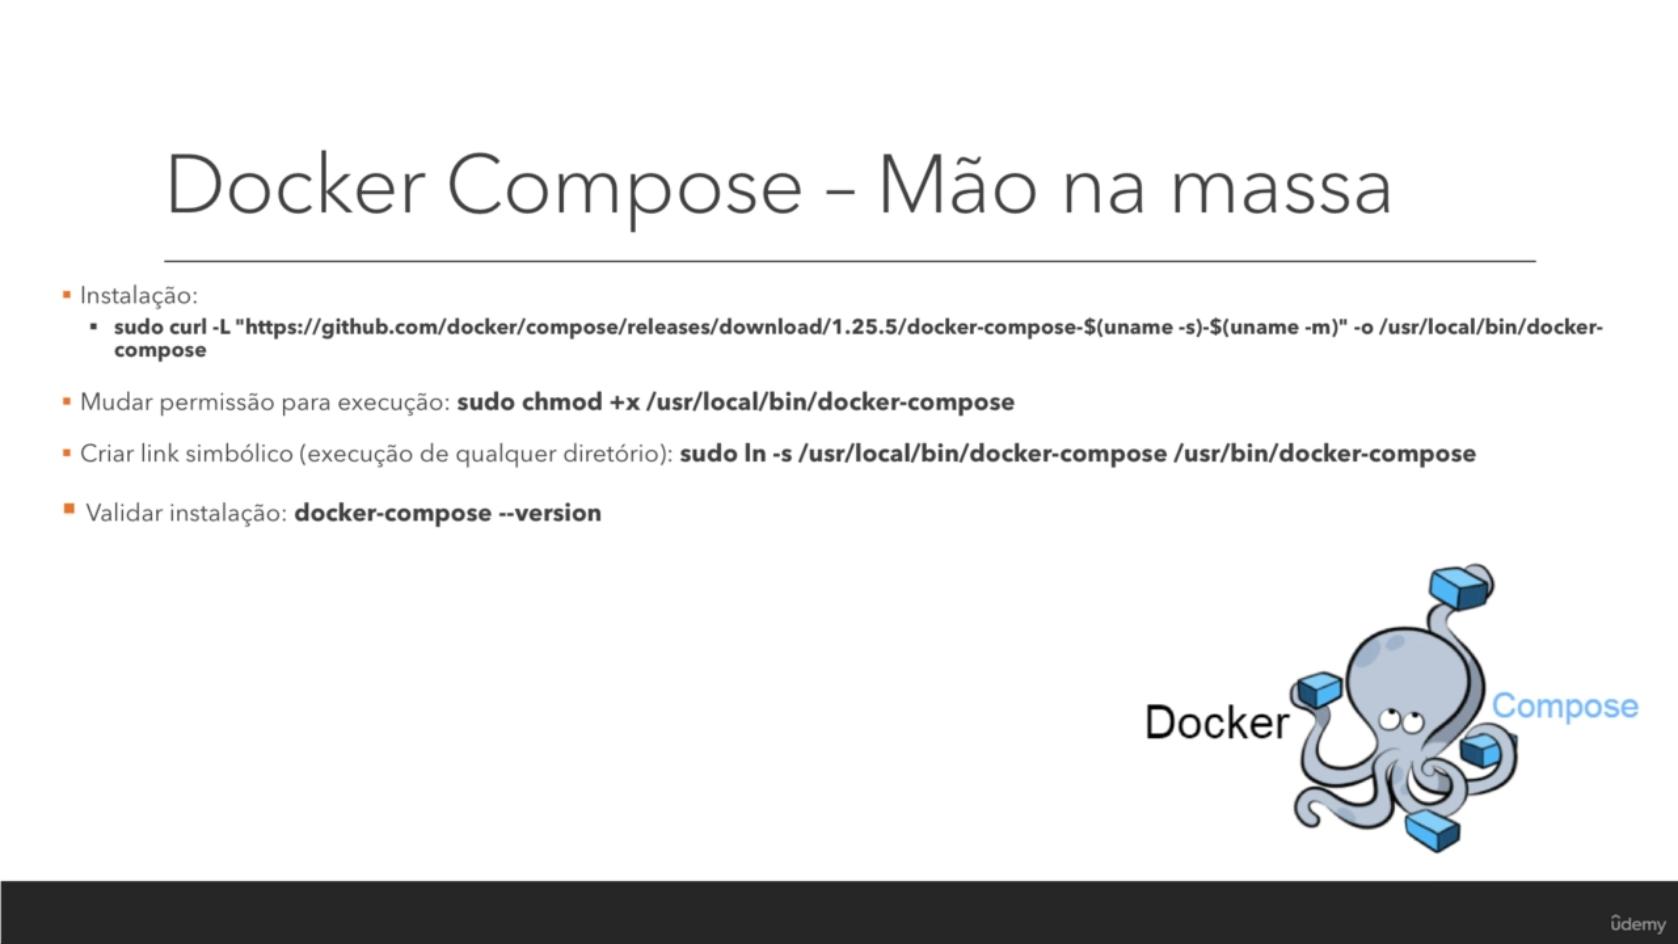 Docker Compose – Mão na massa
Instalação:
sudo curl -L "https://github.com/docker/compose/releases/download/1.25.5/docker-compose-$(uname -s)-$(uname -m)" -o /usr/local/bin/docker-
compose
Mudar permissão para execução: sudo chmod +x /usr/local/bin/docker-compose
Criar link simbólico (execução de qualquer diretório): sudo ln -s /usr/local/bin/docker-compose /usr/bin/docker-compose
Validar instalação: docker-compose --version
Docker
Compose
ûdemy